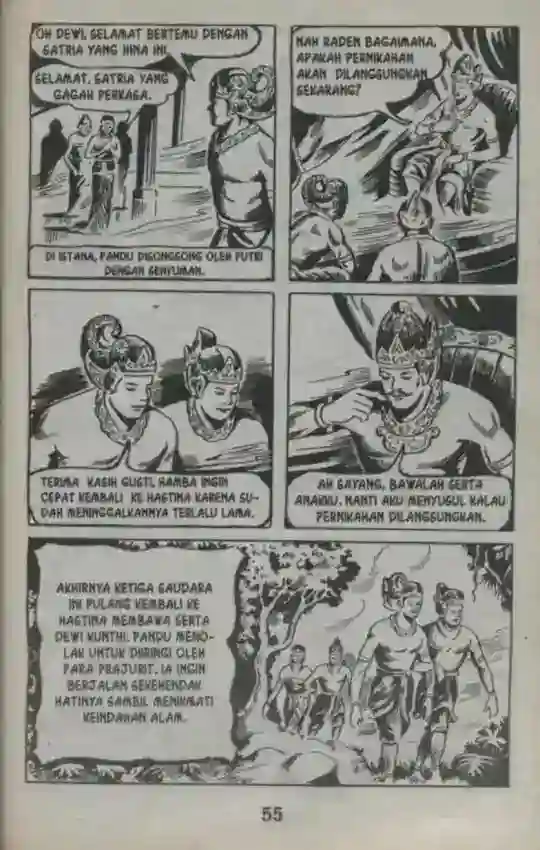 OH DEWI, SELAMAT BERTEMU DENGAN
SATRIA YANG HINA INI.
SELAMAT, SATRIA YANG
GAGAH PERKASA.
DI ISTANA, PANDU DISONGSONG OLEH PUTRI
DENGAN SENYUMAN.
NAH RADEN BAGAIMANA,
APAKAH PERNIKAHAN
AKAN DILANGSUNGKAN
SEKARANG?
TERIMA KASIH GUSTI, HAMBA INGIN
CEPAT KEMBALI KE HASTINA KARENA SU-
DAH MENINGGALKANNYA TERLALU LAMA.
AH SAYANG, BAWALAH SERTA
ANAKKU. NANTI AKU MENYUSUL KALAU
PERNIKAHAN DILANGSUNGKAN.
AKHIRNYA KETIGA SAUDARA
INI PULANG KEMBALI KE
HASTINA MEMBAWA SERTA
DEWI KUNTHI. PANDU MENO-
LAK UNTUK DIIRINGI OLEH
PARA PRAJURIT. IA INGIN
BERJALAN SEKEHENDAK
HATINYA SAMBIL MENIKMATI
KEINDAHAN ALAM.
55